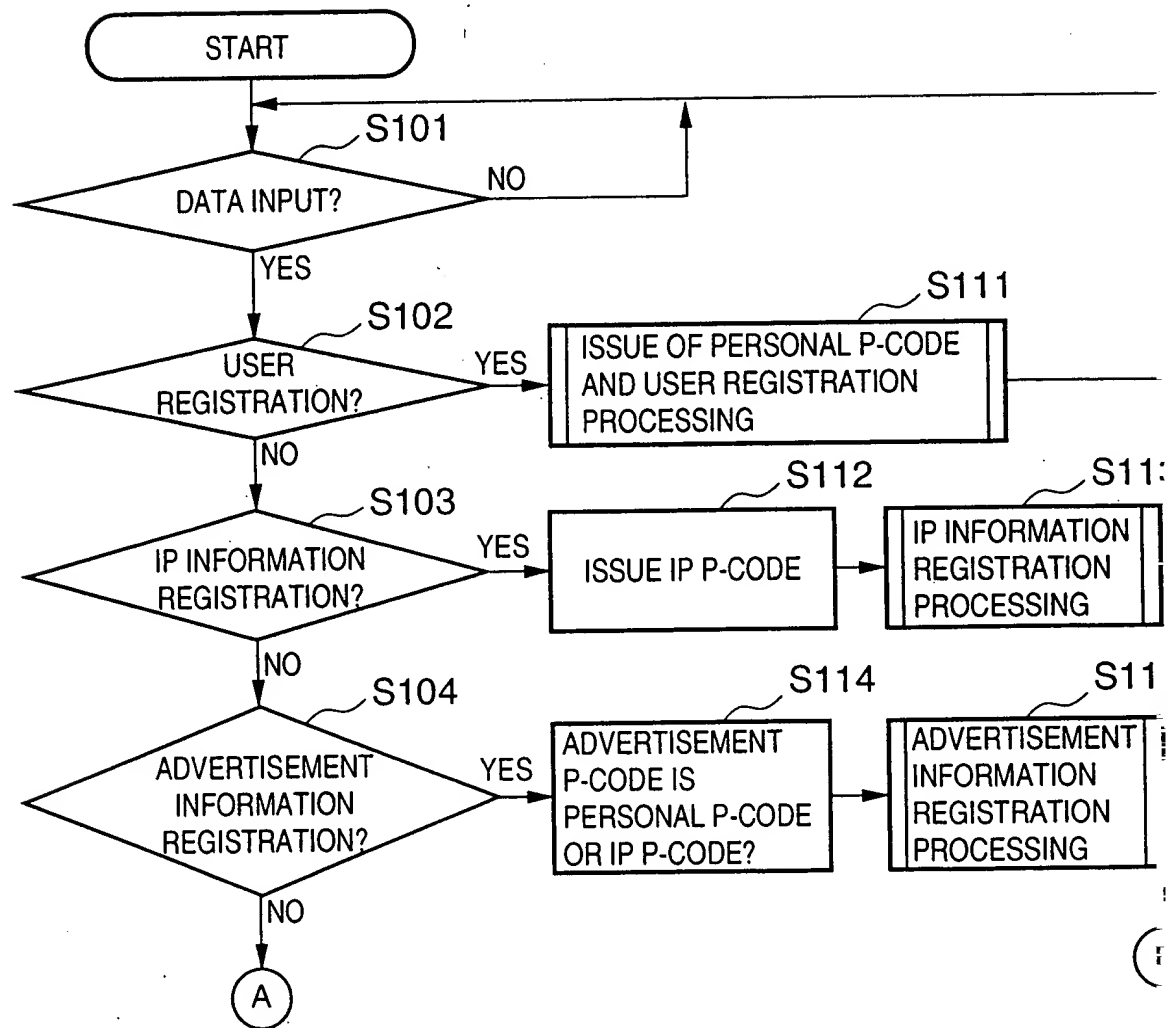 START
S101
DATA INPUT?
NO
YES
S102
USER
REGISTRATION?
YES
S111
ISSUE OF PERSONAL P-CODE
AND USER REGISTRATION
PROCESSING
NO
S103
IP INFORMATION
REGISTRATION?
YES
S112
ISSUE IP P-CODE
S11
IP INFORMATION
REGISTRATION
PROCESSING
NO
S104
ADVERTISEMENT
INFORMATION
REGISTRATION?
YES
S114
ADVERTISEMENT
P-CODE IS
PERSONAL P-CODE
OR IP P-CODE?
S11
ADVERTISEMENT
INFORMATION
REGISTRATION
PROCESSING
NO
A